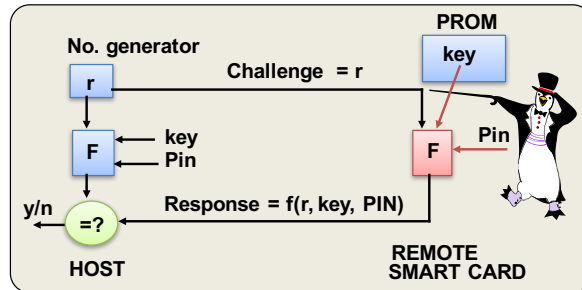 PROM
No. generator
key
Challenge = r
r
key
Pin
F
Pin
F
y/n
Response = f(r, key, PIN)
=?
HOST
REMOTE
SMART CARD